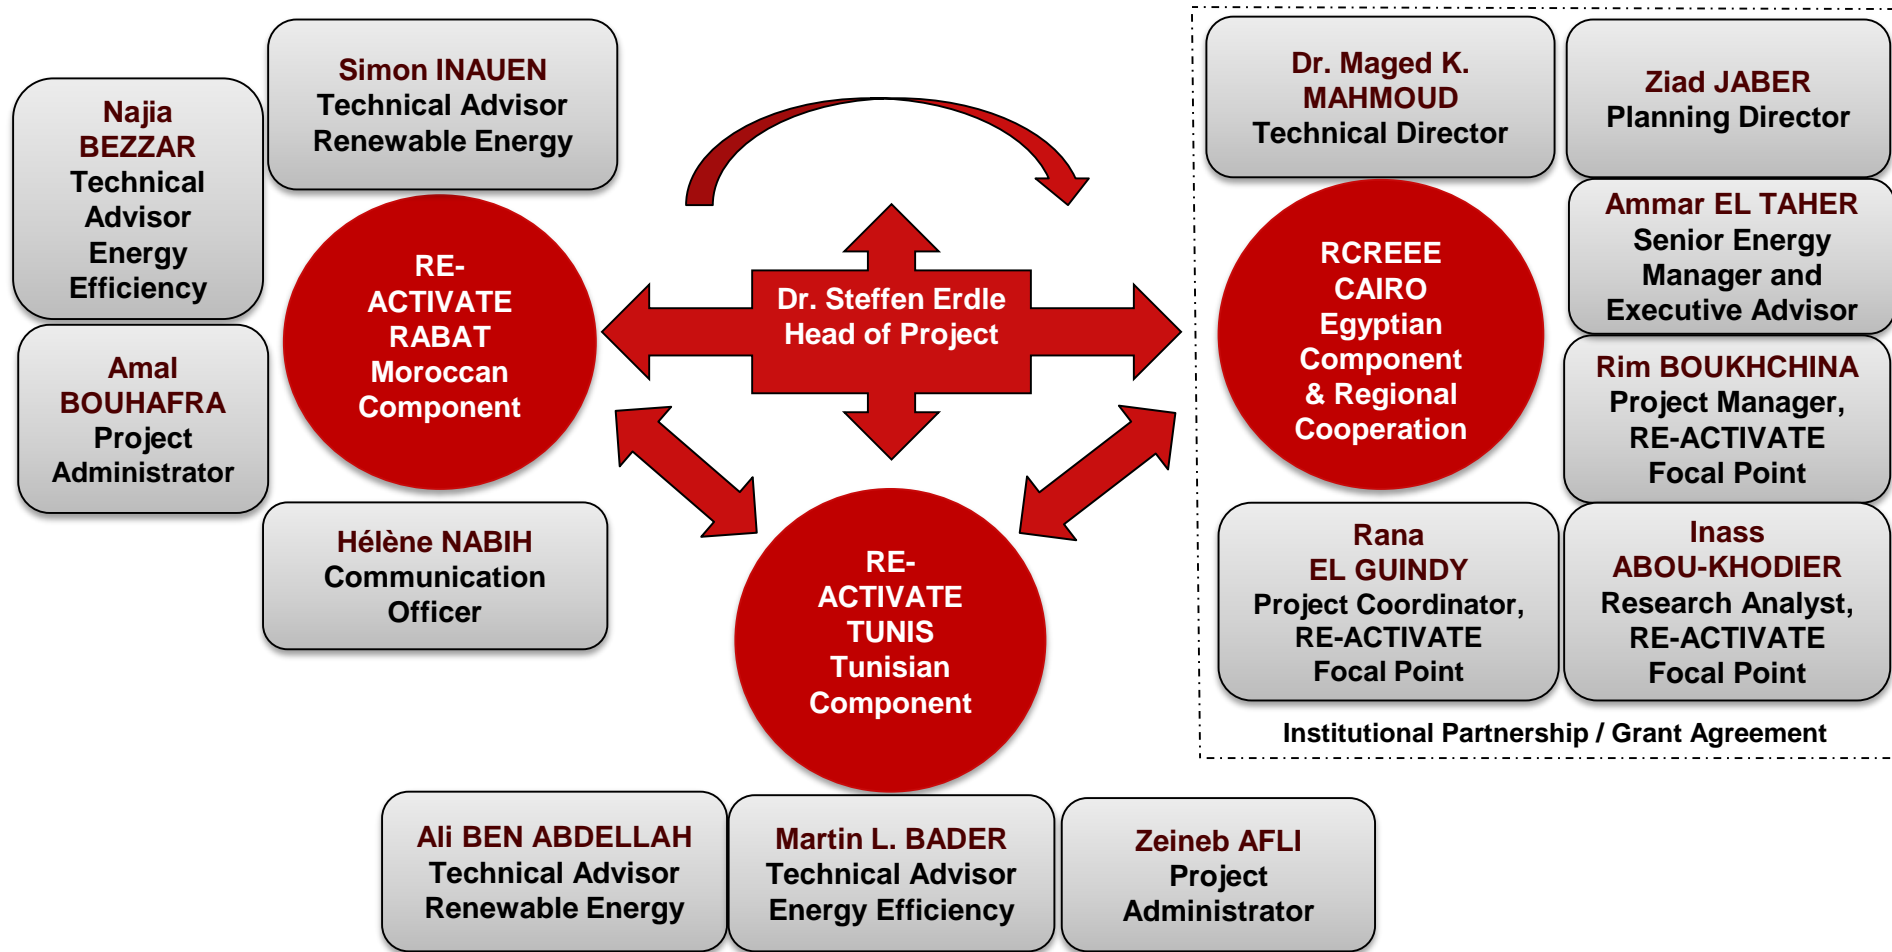 Simon INAUEN
Technical Advisor
Renewable Energy
Najia
BEZZAR
Technical
Advisor
Energy
Efficiency
RE-
ACTIVATE
RABAT
Moroccan
Component
Amal
BOUHAFRA
Project
Administrator
Hélène NABIH
Communication
Officer
Dr. Steffen Erdle
Head of Project
RE-
ACTIVATE
TUNIS
Tunisian
Component
Ali BEN ABDELLAH
Technical Advisor
Renewable Energy
Martin L. BADER
Technical Advisor
Energy Efficiency
Zeineb AFLI
Project
Administrator
Dr. Maged K.
MAHMOUD
Technical Director
Ziad JABER
Planning Director
RCREEE
CAIRO
Egyptian
Component
& Regional
Cooperation
Ammar EL TAHER
Senior Energy
Manager and
Executive Advisor
Rim BOUKHCHINA
Project Manager,
RE-ACTIVATE
Focal Point
Rana
EL GUINDY
Project Coordinator,
RE-ACTIVATE
Focal Point
Inass
ABOU-KHODIER
Research Analyst,
RE-ACTIVATE
Focal Point
Institutional Partnership / Grant Agreement